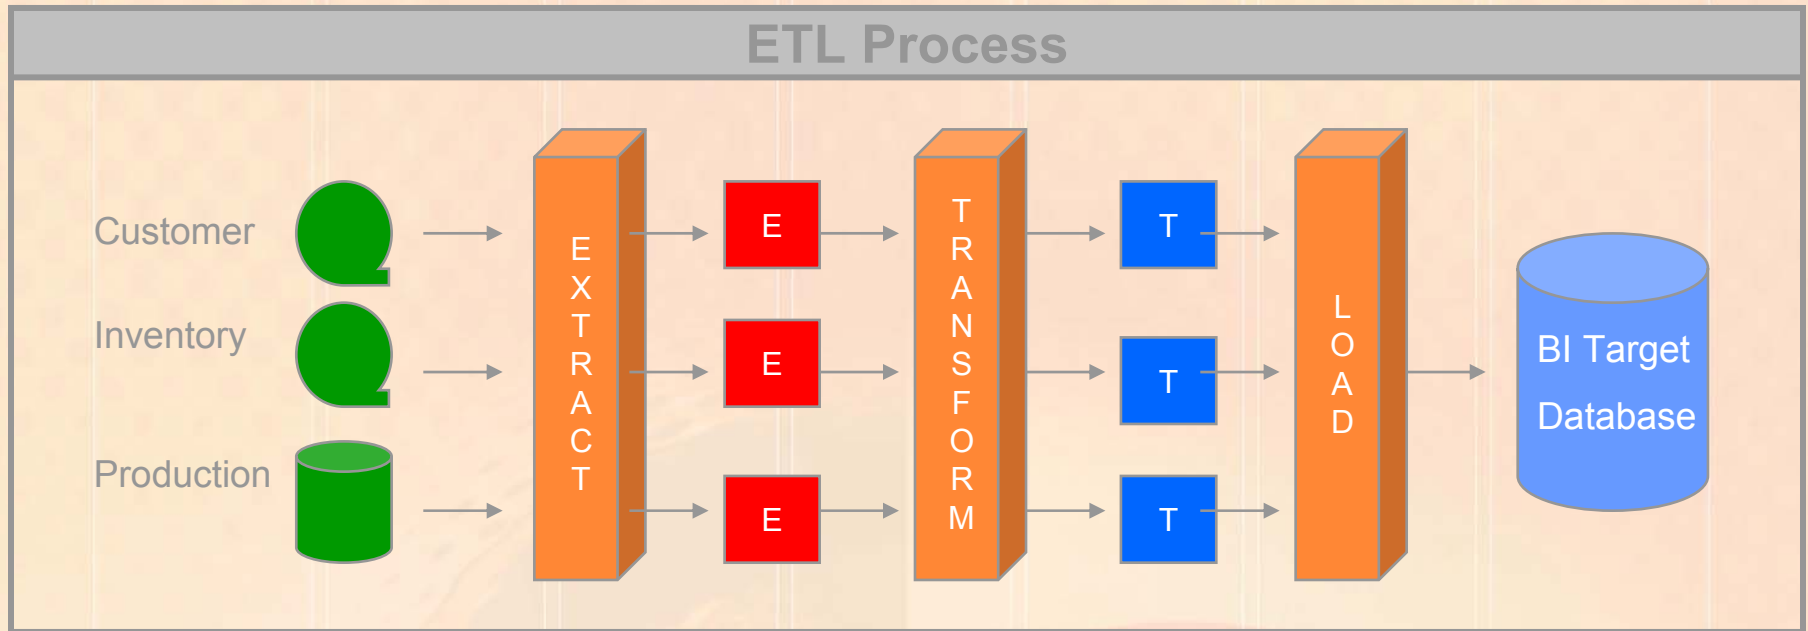 ETL Process
Customer
Inventory
Production
EXTRACT
E
E
E
TRANSFORM
T
T
T
LOAD
BI Target
Database